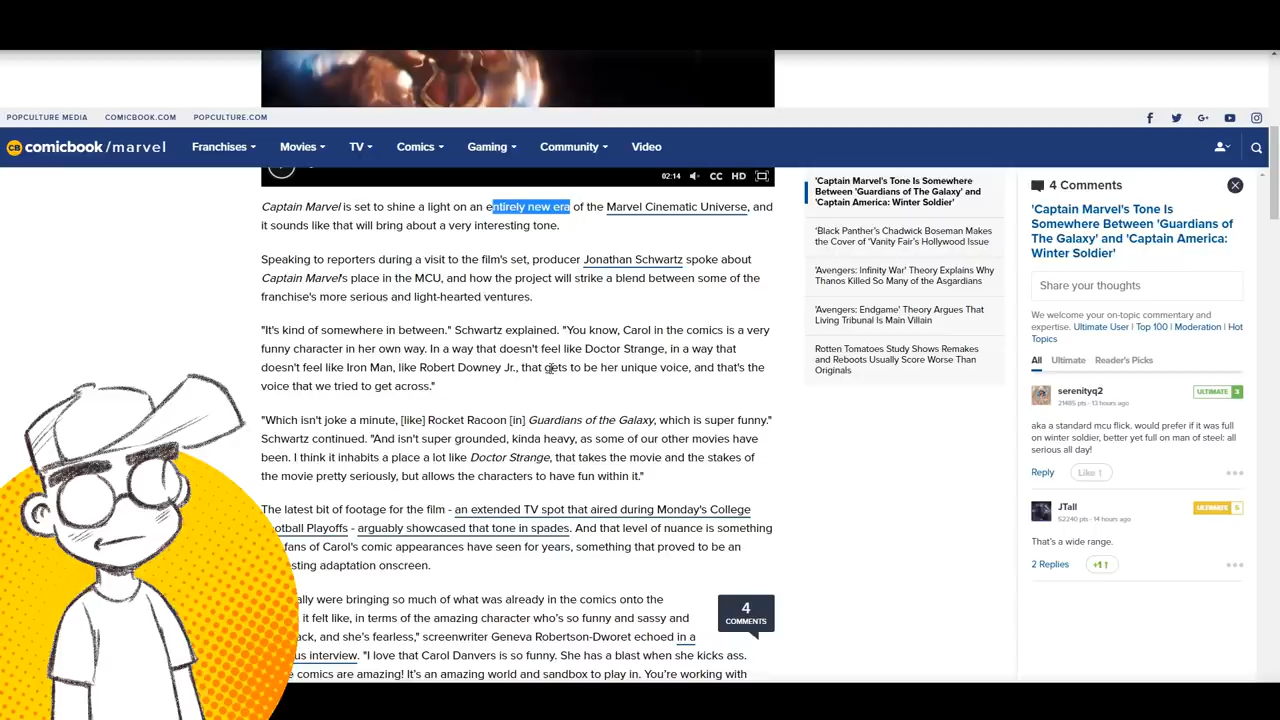 POPCULTURE MEDIA COMICBOOK.COM POPCULTURE.COM
CB comicbook/marvel Franchises Movies TV Comics Gaming Community Video
02:14 CC HD
Captain Marvel is set to shine a light on an entirely new era of the Marvel Cinematic Universe, and
it sounds like that will bring about a very interesting tone.
Speaking to reporters during a visit to the film's set, producer Jonathan Schwartz spoke about
Captain Marvel's place in the MCU, and how the project will strike a blend between some of the
franchise's more serious and light-hearted ventures.
"It's kind of somewhere in between." Schwartz explained. "You know, Carol in the comics is a very
funny character in her own way. In a way that doesn't feel like Doctor Strange, in a way that
doesn't feel like Iron Man, like Robert Downey Jr., that gets to be her unique voice, and that's the
voice that we tried to get across."
"Which isn't joke a minute, [like] Rocket Racoon [in] Guardians of the Galaxy, which is super funny."
Schwartz continued. "And isn't super grounded, kinda heavy, as some of our other movies have
been. I think it inhabits a place a lot like Doctor Strange, that takes the movie and the stakes of
the movie pretty seriously, but allows the characters to have fun within it."
The latest bit of footage for the film - an extended TV spot that aired during Monday's College
ootball Playoffs - arguably showcased that tone in spades. And that level of nuance is something
fans of Carol's comic appearances have seen for years, something that proved to be an
esting adaptation onscreen.
ally were bringing so much of what was already in the comics onto the
it felt like, in terms of the amazing character who's so funny and sassy and
ack, and she's fearless," screenwriter Geneva Robertson-Dworet echoed in a
us interview. "I love that Carol Danvers is so funny. She has a blast when she kicks ass.
e comics are amazing! It's an amazing world and sandbox to play in. You're working with
4
COMMENTS
'Captain Marvel's Tone Is Somewhere
Between 'Guardians of The Galaxy' and
'Captain America: Winter Soldier'
'Black Panther's Chadwick Boseman Makes
the Cover of 'Vanity Fair's Hollywood Issue
'Avengers: Infinity War' Theory Explains Why
Thanos Killed So Many of the Asgardians
'Avengers: Endgame' Theory Argues That
Living Tribunal Is Main Villain
Rotten Tomatoes Study Shows Remakes
and Reboots Usually Score Worse Than
Originals
4 Comments
'Captain Marvel's Tone Is
Somewhere Between 'Guardians of
The Galaxy' and 'Captain America:
Winter Soldier'
Share your thoughts
We welcome your on-topic commentary and
expertise. Ultimate User | Top 100 | Moderation | Hot
Topics
All Ultimate Reader's Picks
serenityq2 ULTIMATE 3
21485 pts - 13 hours ago
aka a standard mcu flick. would prefer if it was full
on winter soldier, better yet full on man of steel: all
serious all day!
Reply Like 1
JTall ULTIMATE 5
52240 pts - 14 hours ago
That's a wide range.
2 Replies +1